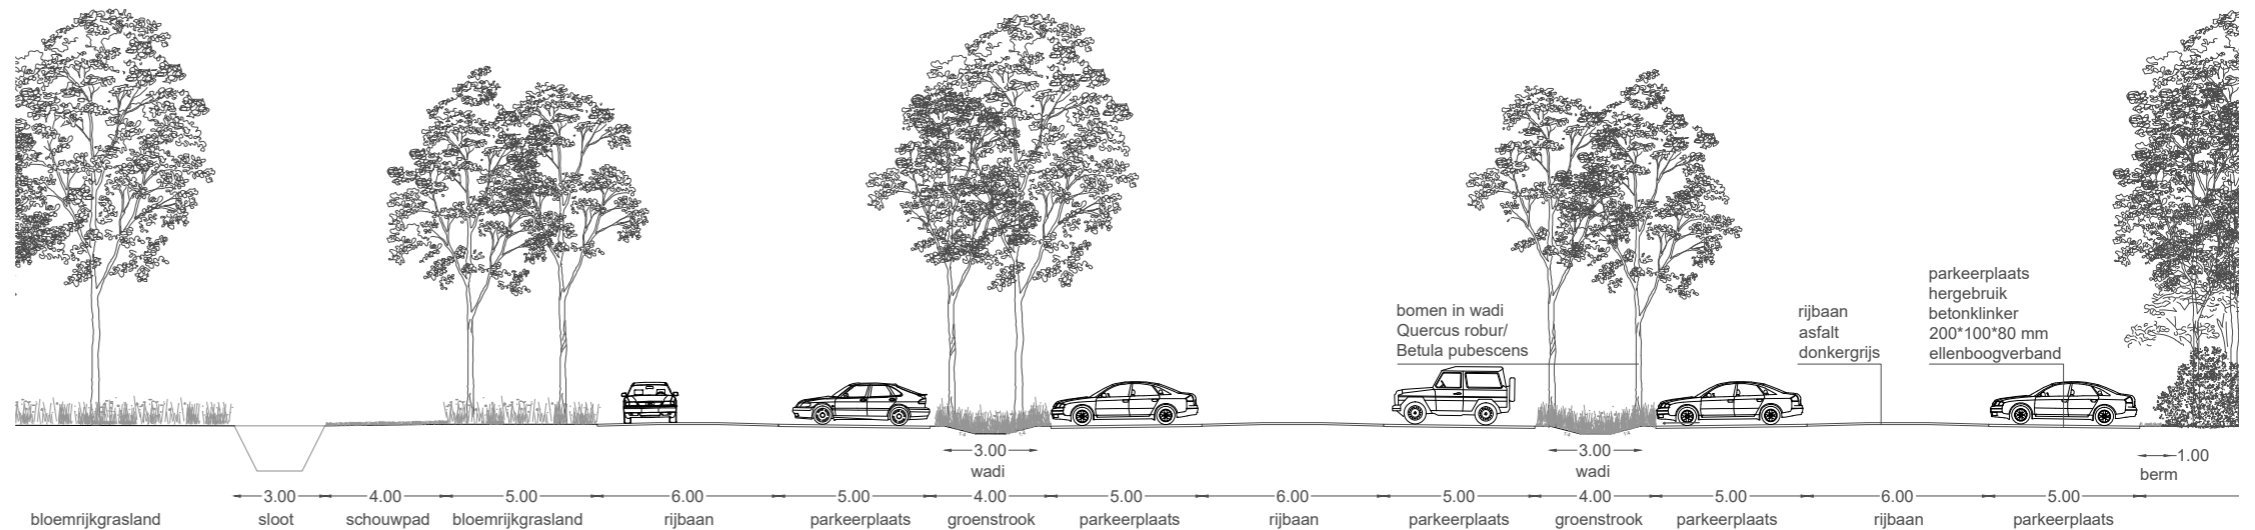 bomen in wadi
Quercus robur/
Betula pubescens
rijbaan
asfalt
donkergrijs
parkeerplaats
hergebruik
betonklinker
200*100*80 mm
ellenboogverband
3.00
wadi
3.00
wadi
1.00
berm
3.00 4.00 5.00 6.00 5.00 4.00 5.00 6.00 5.00 4.00 5.00 6.00 5.00
bloemrijkgrasland sloot schouwpad bloemrijkgrasland rijbaan parkeerplaats groenstrook parkeerplaats rijbaan parkeerplaats groenstrook parkeerplaats rijbaan parkeerplaats